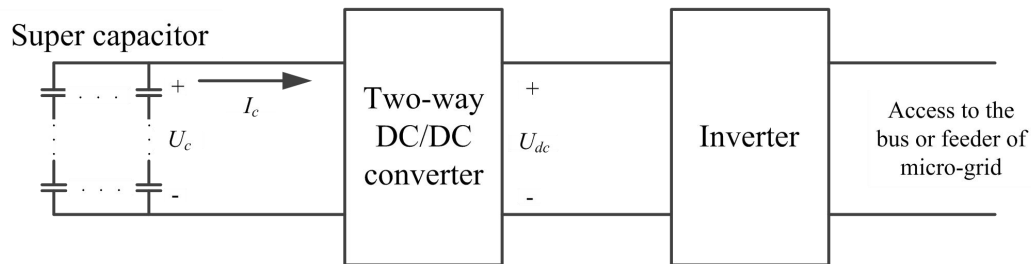 Super capacitor
+
I_c
U_c
-
Two-way
DC/DC
converter
+
U_dc
-
Inverter
Access to the
bus or feeder of
micro-grid